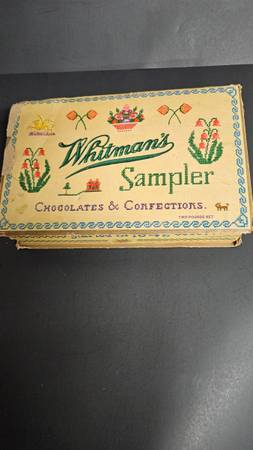 Whitman's
Sampler
CHOCOLATES & CONFECTIONS.
TWO POUNDS NET